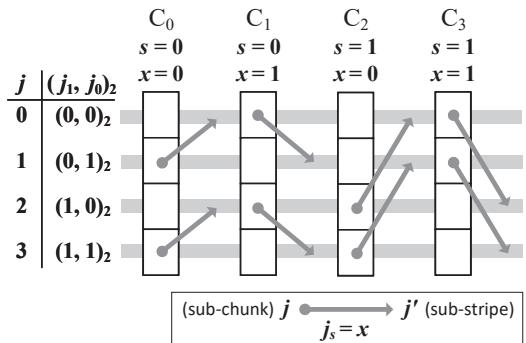 C₀ C₁ C₂ C₃
s = 0 s = 0 s = 1 s = 1
x = 0 x = 1 x = 0 x = 1
j (j₁, j₀)₂
0 (0, 0)₂
1 (0, 1)₂
2 (1, 0)₂
3 (1, 1)₂
(sub-chunk) j j' (sub-stripe)
jₛ = x